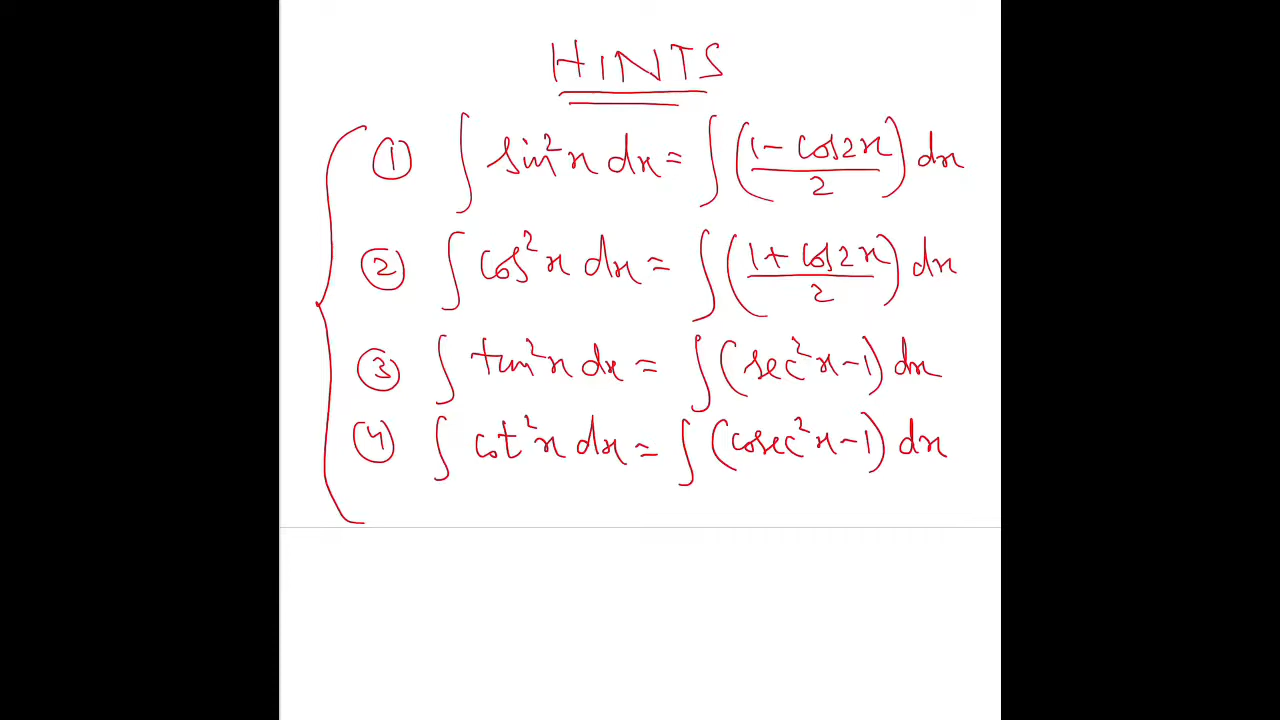 HINTS
① ∫ sin²x dx = ∫ (1 - cos2x / 2) dx
② ∫ cos²x dx = ∫ (1 + cos2x / 2) dx
③ ∫ tan²x dx = ∫ (sec²x - 1) dx
④ ∫ cot²x dx = ∫ (cosec²x - 1) dx